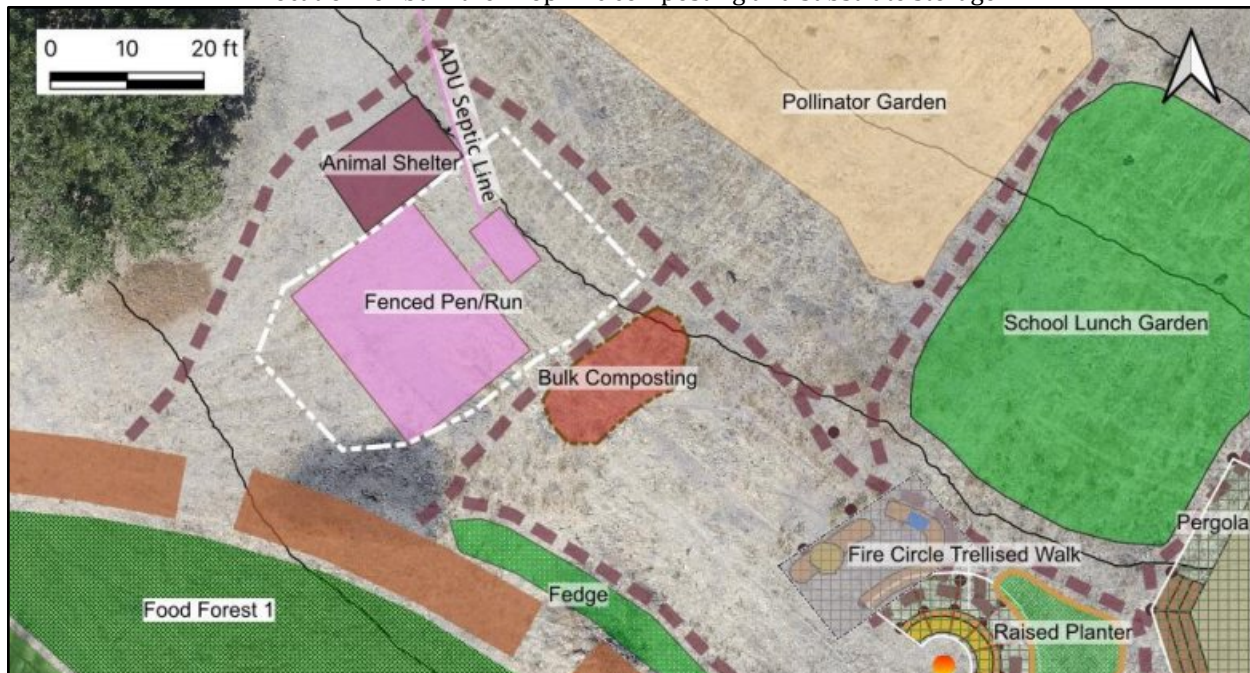 0 10 20 ft
ADU Septic Line
Pollinator Garden
Animal Shelter
Fenced Pen/Run
School Lunch Garden
Bulk Composting
Pergola
Fire Circle Trellised Walk
Fedge
Food Forest 1
Raised Planter